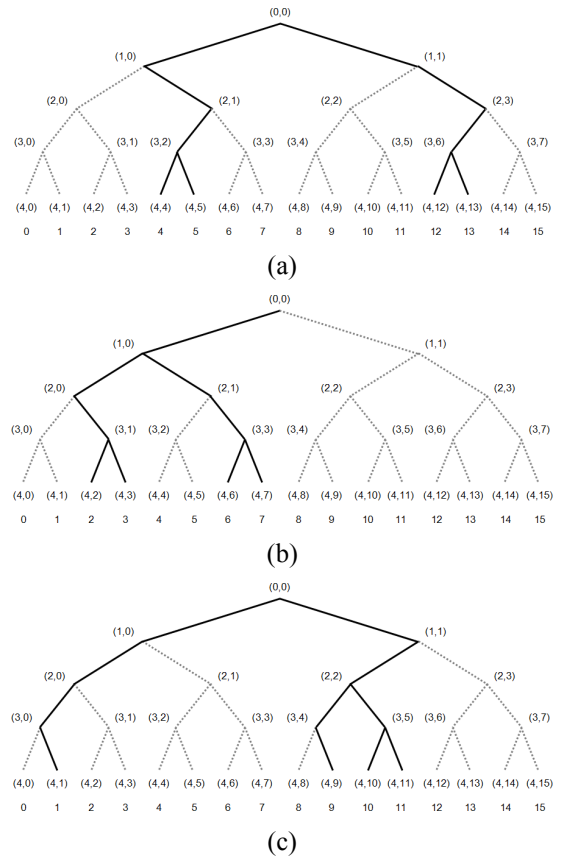 (0,0)
(1,0) (1,1)
(2,0) (2,1) (2,2) (2,3)
(3,0) (3,1) (3,2) (3,3) (3,4) (3,5) (3,6) (3,7)
(4,0) (4,1) (4,2) (4,3) (4,4) (4,5) (4,6) (4,7) (4,8) (4,9) (4,10) (4,11) (4,12) (4,13) (4,14) (4,15)
0 1 2 3 4 5 6 7 8 9 10 11 12 13 14 15
(a)
(0,0)
(1,0) (1,1)
(2,0) (2,1) (2,2) (2,3)
(3,0) (3,1) (3,2) (3,3) (3,4) (3,5) (3,6) (3,7)
(4,0) (4,1) (4,2) (4,3) (4,4) (4,5) (4,6) (4,7) (4,8) (4,9) (4,10) (4,11) (4,12) (4,13) (4,14) (4,15)
0 1 2 3 4 5 6 7 8 9 10 11 12 13 14 15
(b)
(0,0)
(1,0) (1,1)
(2,0) (2,1) (2,2) (2,3)
(3,0) (3,1) (3,2) (3,3) (3,4) (3,5) (3,6) (3,7)
(4,0) (4,1) (4,2) (4,3) (4,4) (4,5) (4,6) (4,7) (4,8) (4,9) (4,10) (4,11) (4,12) (4,13) (4,14) (4,15)
0 1 2 3 4 5 6 7 8 9 10 11 12 13 14 15
(c)